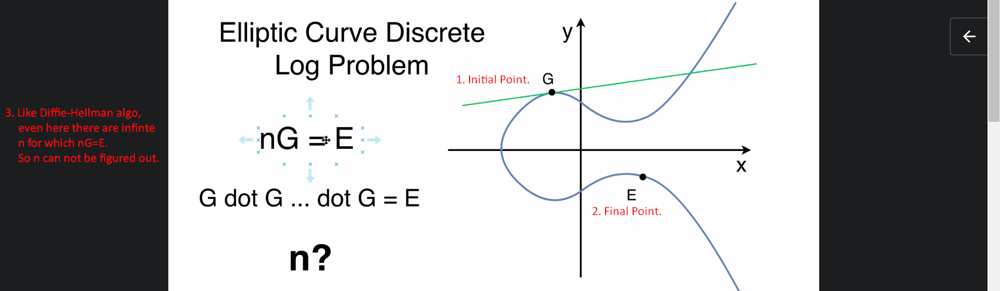 Elliptic Curve Discrete
Log Problem
y
1. Initial Point.
G
3. Like Diffie-Hellman algo,
even here there are infinte
n for which nG=E.
So n can not be figured out.
nG = E
x
G dot G ... dot G = E
E
2. Final Point.
n?